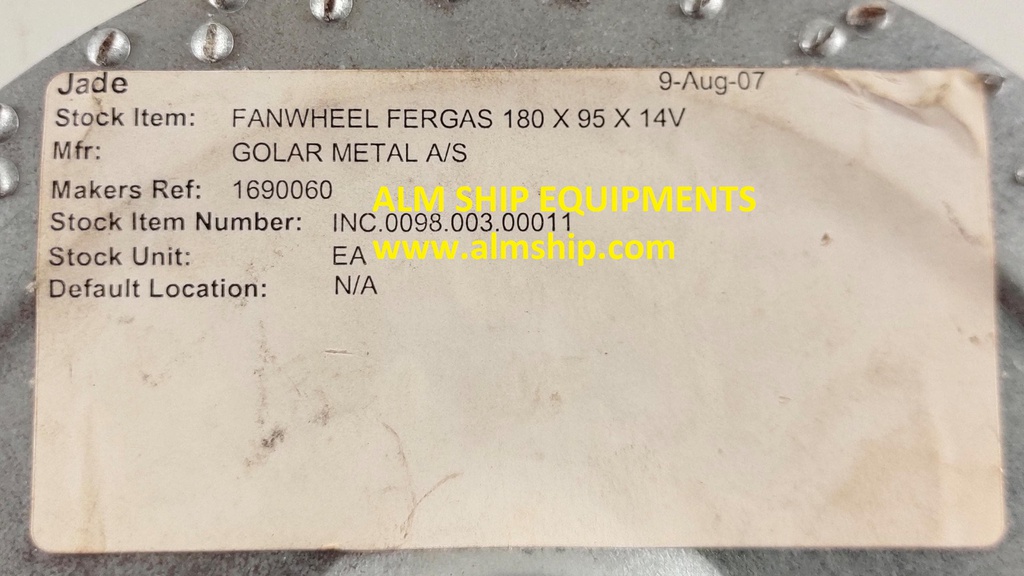 Jade 9-Aug-07
Stock Item: FANWHEEL FERGAS 180 X 95 X 14V
Mfr: GOLAR METAL A/S
Makers Ref: 1690060
ALM SHIP EQUIPMENTS
Stock Item Number: INC.0098.003.00011
www.almship.com
Stock Unit: EA
Default Location: N/A